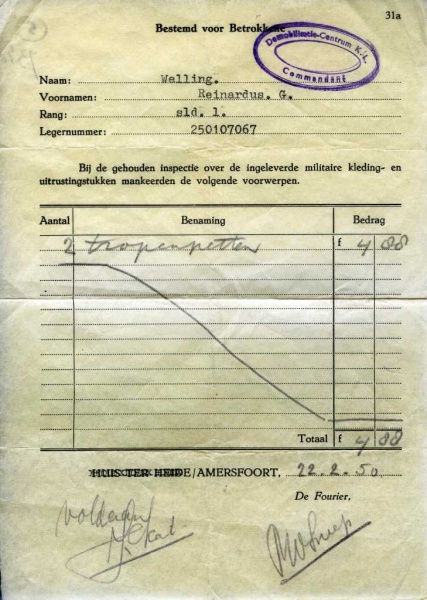 31a
Bestemd voor Betrokkene
Demobilisatie-Centrum K.L.
Commandant
Naam: Welling.
Voornamen: Reinardus. G.
Rang: sld. 1.
Legernummer: 250107067
Bij de gehouden inspectie over de ingeleverde militaire kleding- en
uitrustingstukken mankeerden de volgende voorwerpen.
Aantal Benaming Bedrag
2 tropenpetten f 4 88
Totaal f 4 88
HUIS TER HEIDE/AMERSFOORT, 22.2.50
De Fourier,
voldaan